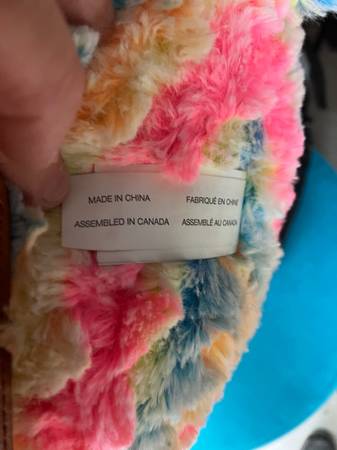 MADE IN CHINA
ASSEMBLED IN CANADA
FABRIQUÉ EN CHINE
ASSEMBLÉ AU CANADA